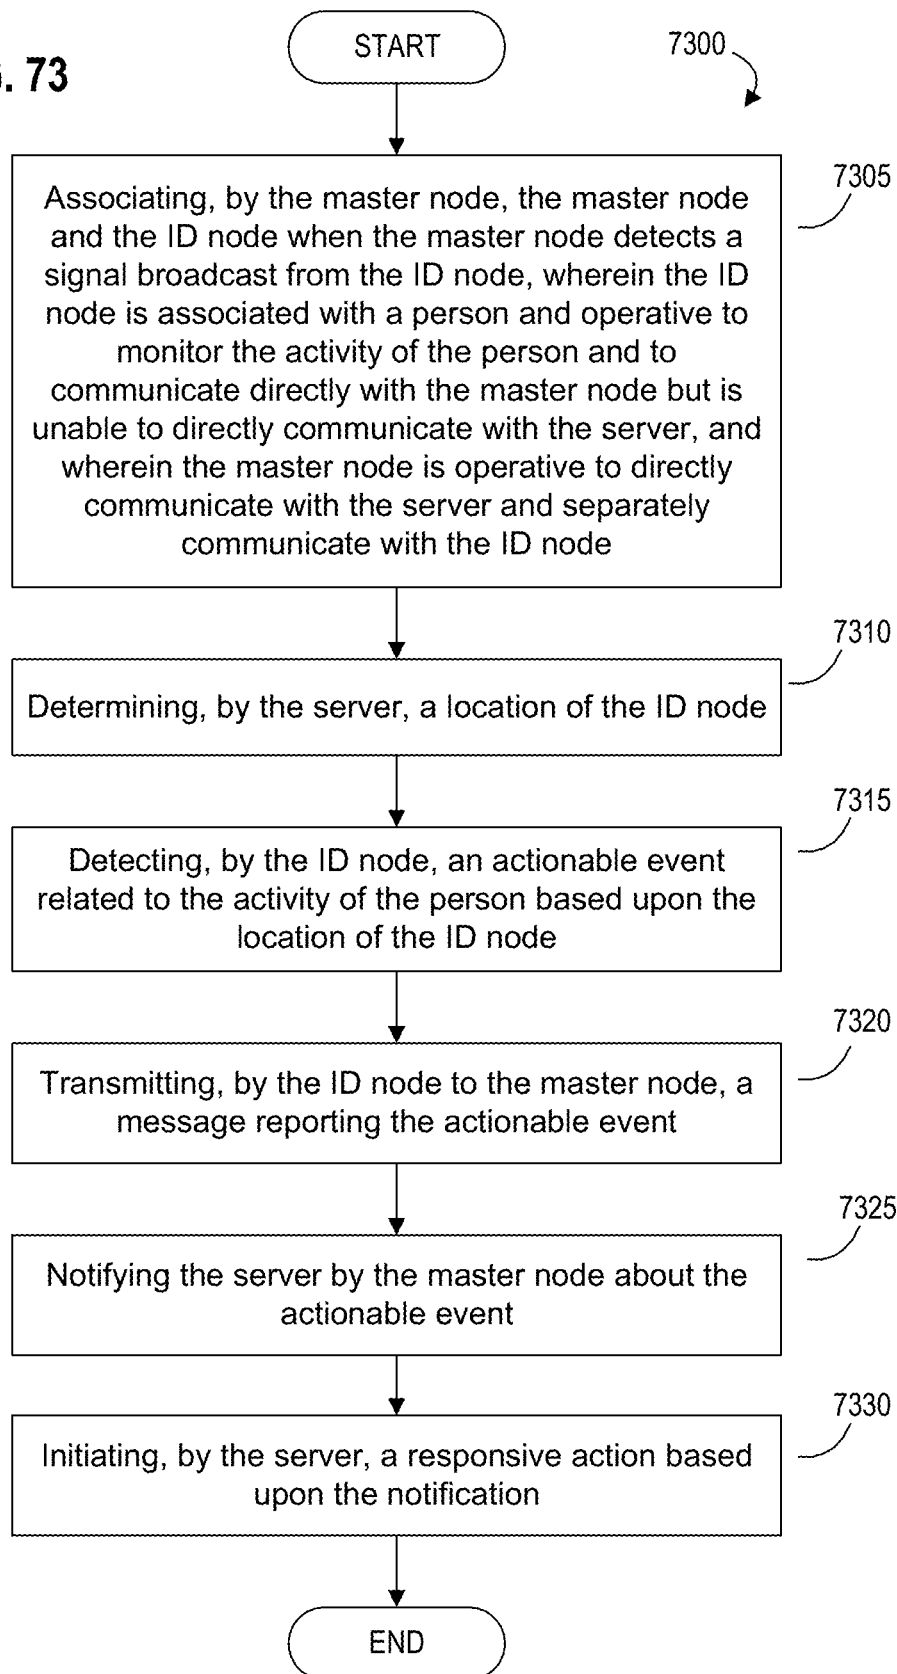 START
7300
. 73
7305
Associating, by the master node, the master node
and the ID node when the master node detects a
signal broadcast from the ID node, wherein the ID
node is associated with a person and operative to
monitor the activity of the person and to
communicate directly with the master node but is
unable to directly communicate with the server, and
wherein the master node is operative to directly
communicate with the server and separately
communicate with the ID node
7310
Determining, by the server, a location of the ID node
7315
Detecting, by the ID node, an actionable event
related to the activity of the person based upon the
location of the ID node
7320
Transmitting, by the ID node to the master node, a
message reporting the actionable event
7325
Notifying the server by the master node about the
actionable event
7330
Initiating, by the server, a responsive action based
upon the notification
END